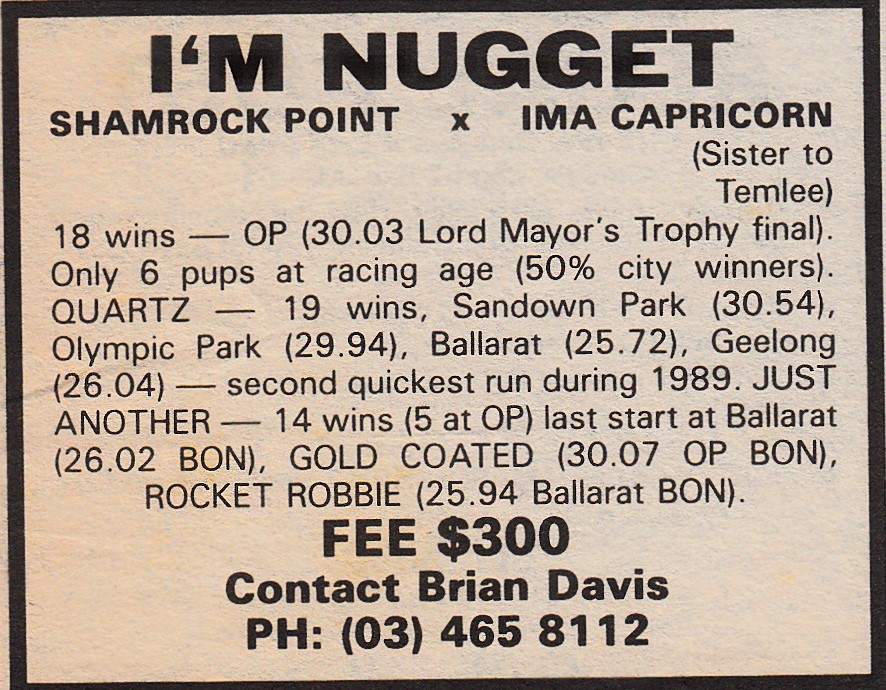 I'M NUGGET
SHAMROCK POINT x IMA CAPRICORN
(Sister to
Temlee)
18 wins — OP (30.03 Lord Mayor's Trophy final).
Only 6 pups at racing age (50% city winners).
QUARTZ — 19 wins, Sandown Park (30.54),
Olympic Park (29.94), Ballarat (25.72), Geelong
(26.04) — second quickest run during 1989. JUST
ANOTHER — 14 wins (5 at OP) last start at Ballarat
(26.02 BON), GOLD COATED (30.07 OP BON),
ROCKET ROBBIE (25.94 Ballarat BON).
FEE $300
Contact Brian Davis
PH: (03) 465 8112